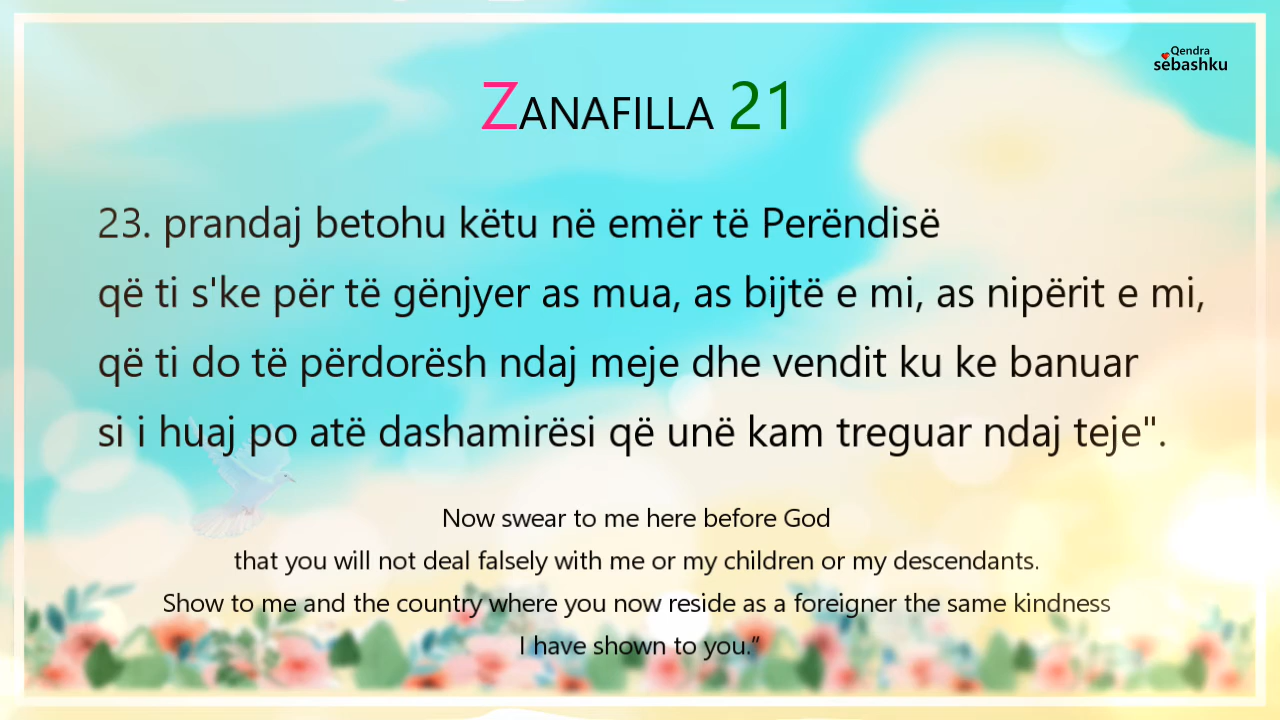 Qendra
sëbashku
ZANAFILLA 21
23. prandaj betohu këtu në emër të Perëndisë
që ti s'ke për të gënjyer as mua, as bijtë e mi, as nipërit e mi,
që ti do të përdorësh ndaj meje dhe vendit ku ke banuar
si i huaj po atë dashamirësi që unë kam treguar ndaj teje".
Now swear to me here before God
that you will not deal falsely with me or my children or my descendants.
Show to me and the country where you now reside as a foreigner the same kindness
I have shown to you.”